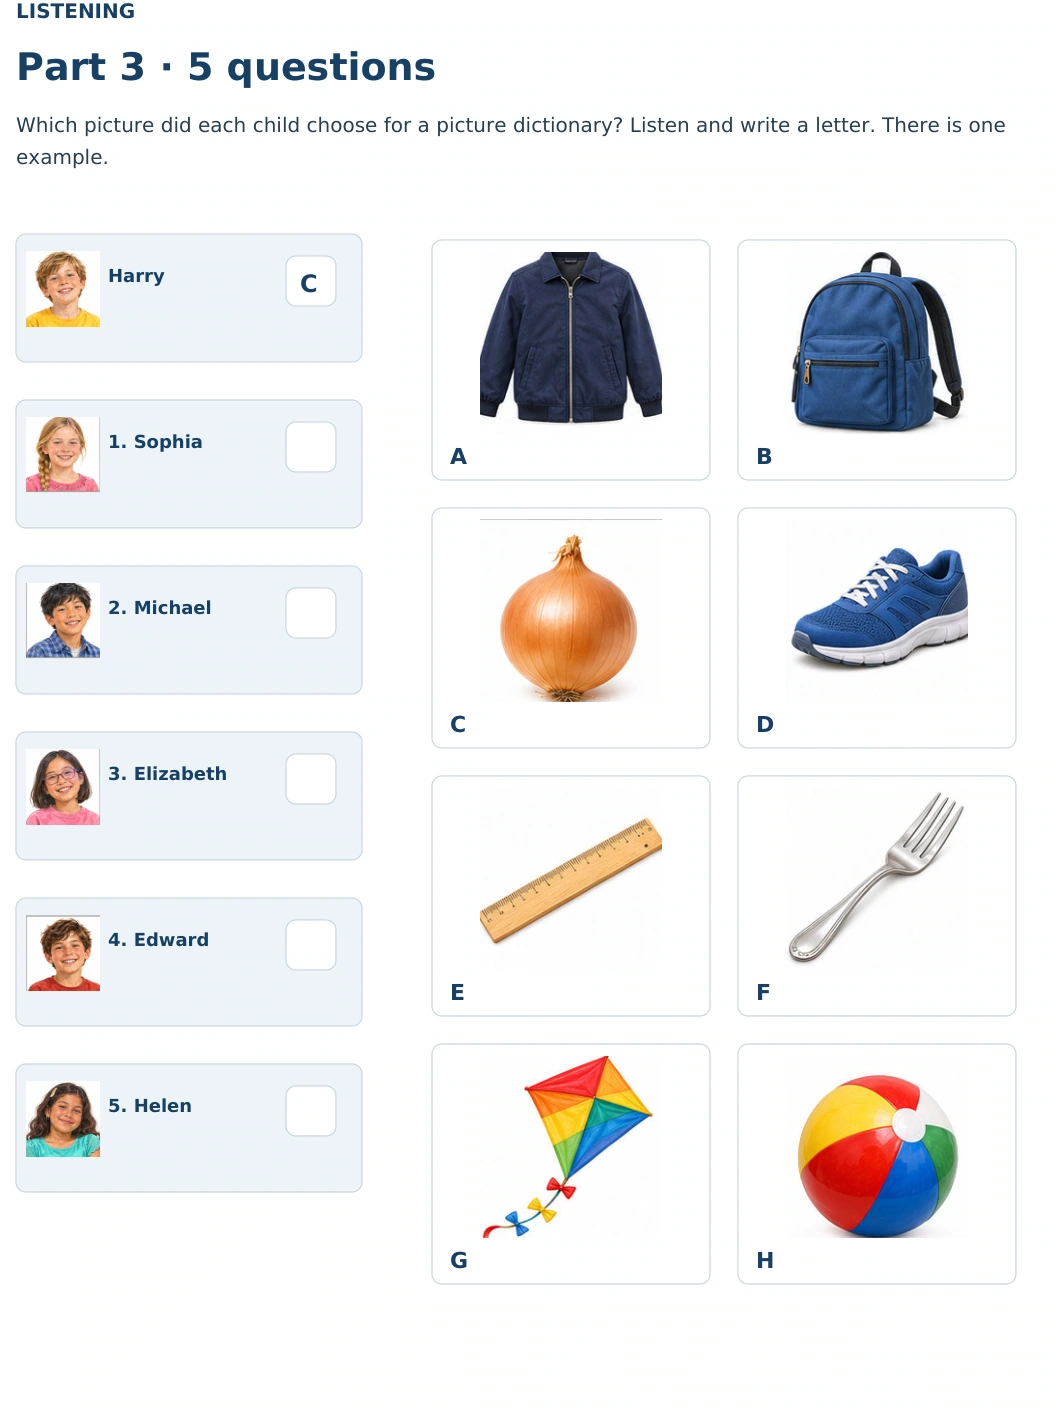 LISTENING
Part 3 · 5 questions
Which picture did each child choose for a picture dictionary? Listen and write a letter. There is one
example.
Harry
C
1. Sophia
2. Michael
3. Elizabeth
4. Edward
5. Helen
A
B
C
D
E
F
G
H